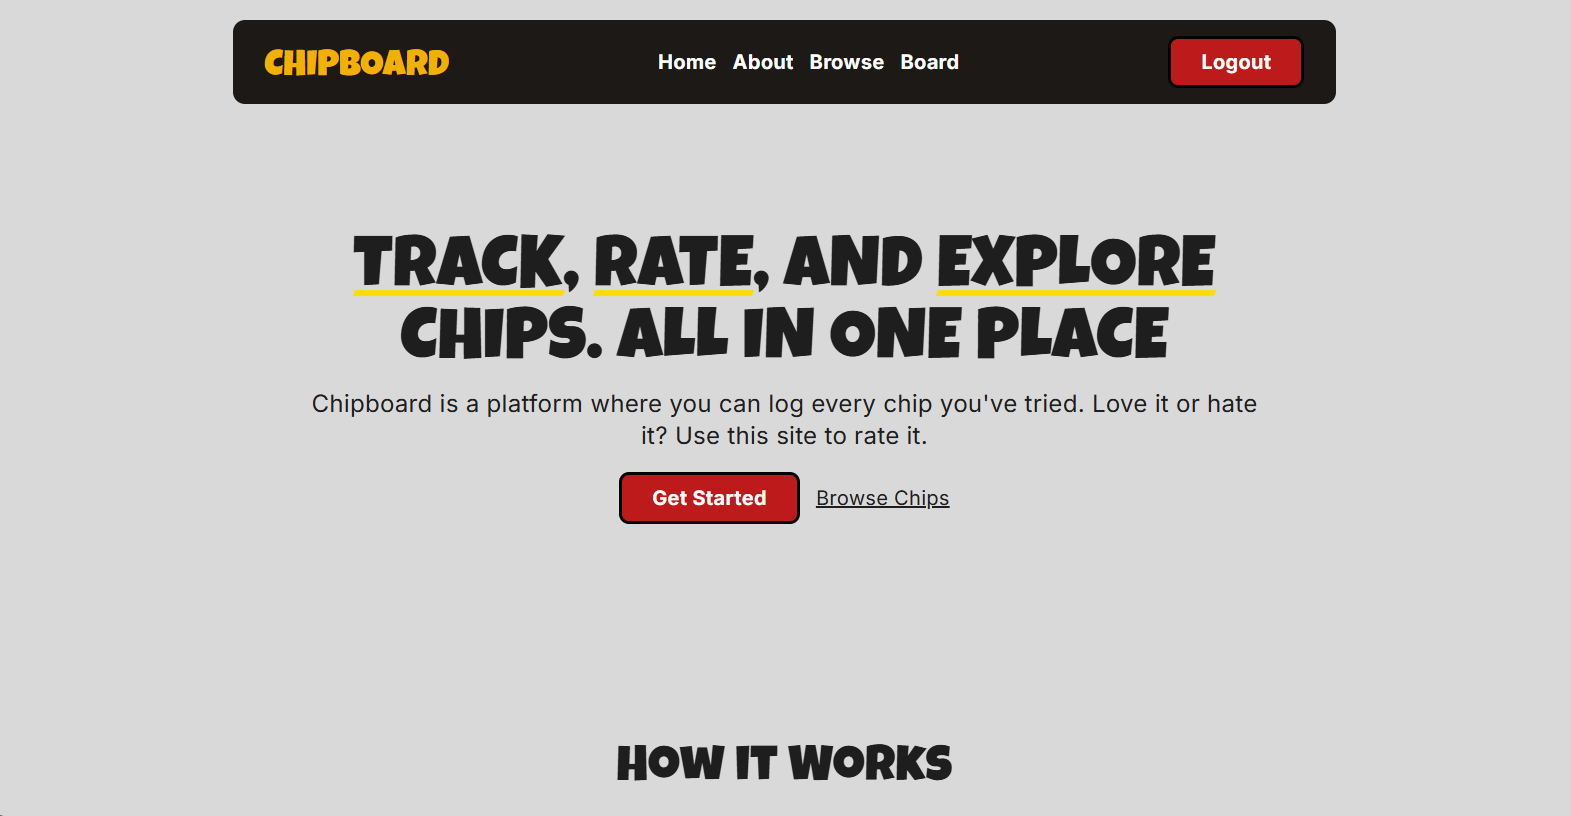 CHIPBOARD
Home About Browse Board
Logout
TRACK, RATE, AND EXPLORE
CHIPS. ALL IN ONE PLACE
Chipboard is a platform where you can log every chip you've tried. Love it or hate
it? Use this site to rate it.
Get Started
Browse Chips
HOW IT WORKS